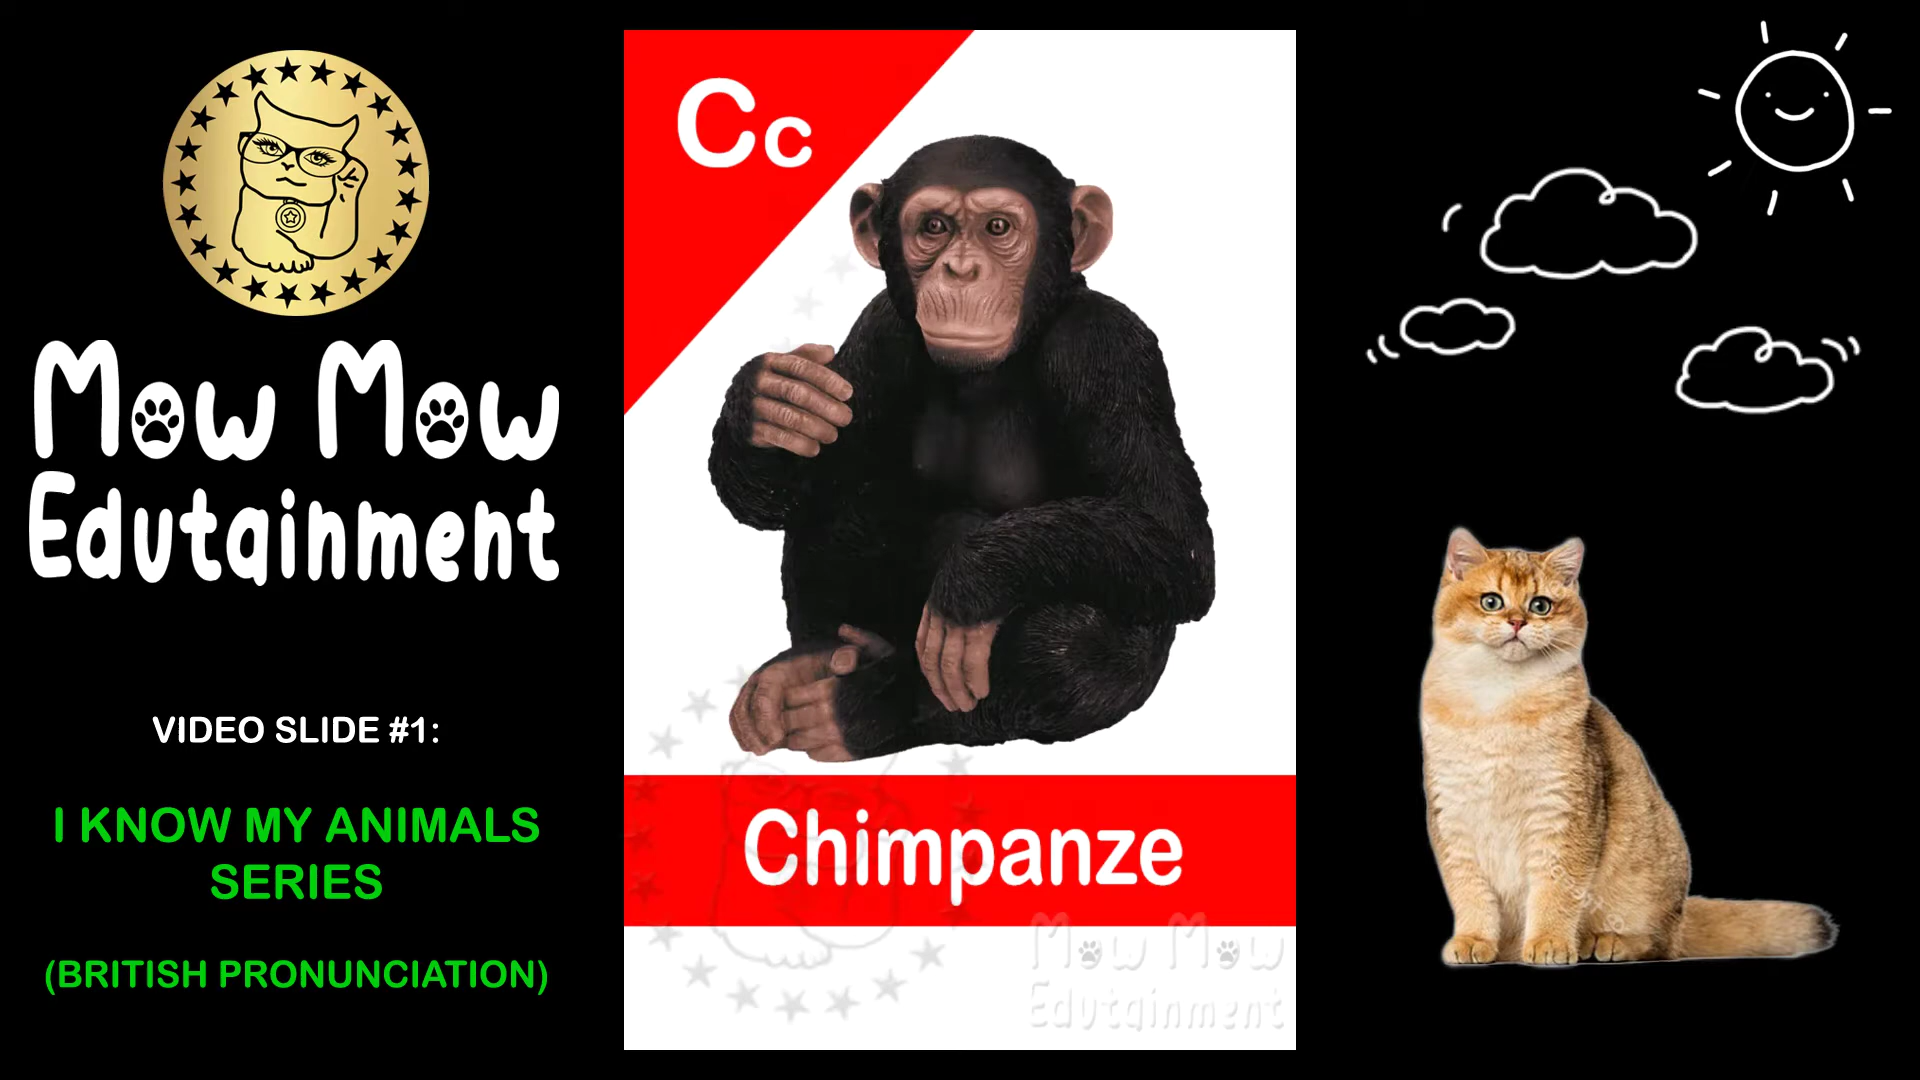 Mow Mow
Edutainment
VIDEO SLIDE #1:
I KNOW MY ANIMALS
SERIES
(BRITISH PRONUNCIATION)
Cc
Chimpanze
Mow Mow
Edutainment